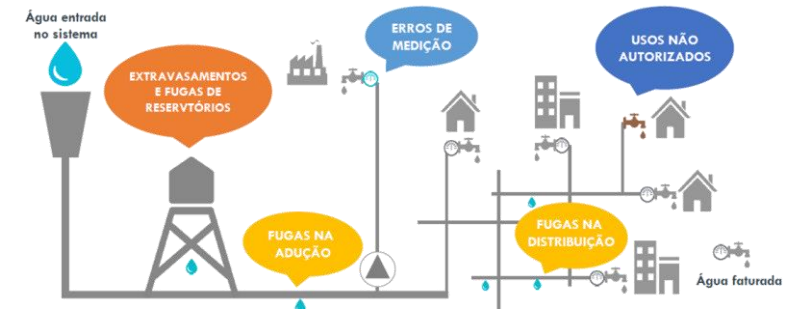 Água entrada
no sistema
EXTRAVASAMENTOS
E FUGAS DE
RESERVTÓRIOS
ERROS DE
MEDIÇÃO
USOS NÃO
AUTORIZADOS
FUGAS NA
ADUÇÃO
FUGAS NA
DISTRIBUIÇÃO
Água faturada